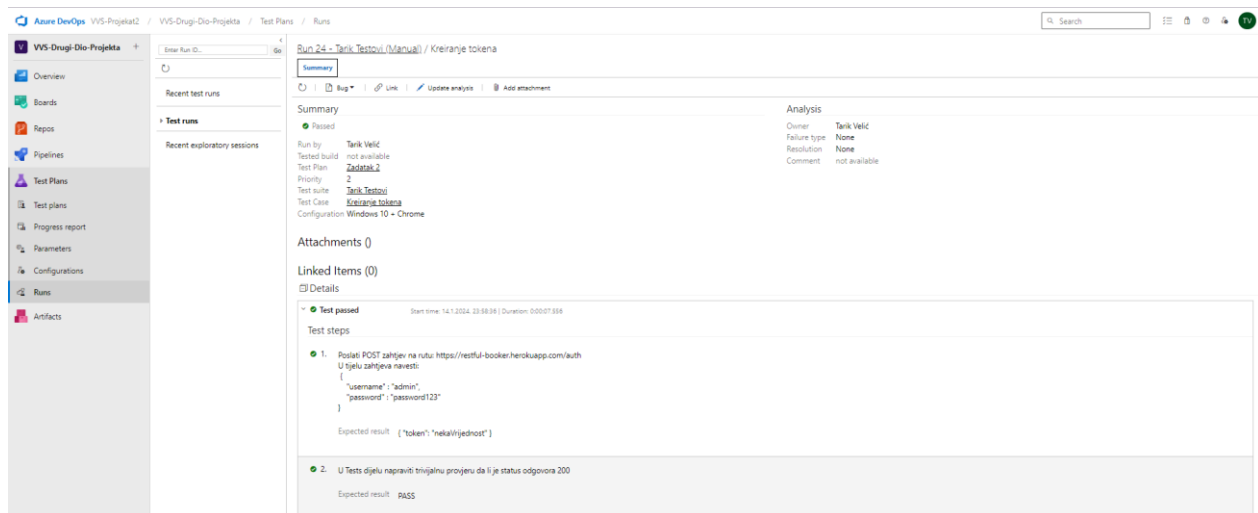 Azure DevOps VVS-Projekat2 / VVS-Drugi-Dio-Projekta / Test Plans / Runs
Search
TV
V VVS-Drugi-Dio-Projekta +
Overview
Boards
Repos
Pipelines
Test Plans
Test plans
Progress report
Parameters
Configurations
Runs
Artifacts
Enter Run ID... Go
Recent test runs
Test runs
Recent exploratory sessions
Run 24 - Tarik Testovi (Manual) / Kreiranje tokena
Summary
Bug Link Update analysis Add attachment
Summary
Passed
Run by Tarik Velić
Tested build not available
Test Plan Zadatak 2
Priority 2
Test suite Tarik Testovi
Test Case Kreiranje tokena
Configuration Windows 10 + Chrome
Analysis
Owner Tarik Velić
Failure type None
Resolution None
Comment not available
Attachments ()
Linked Items (0)
Details
Test passed Start time: 14.1.2024. 23:58:36 | Duration: 0:00:07.556
Test steps
1. Poslati POST zahtjev na rutu: https://restful-booker.herokuapp.com/auth
U tijelu zahtjeva navesti:
{
"username" : "admin",
"password" : "password123"
}
Expected result { "token": "nekaVrijednost" }
2. U Tests dijelu napraviti trivijalnu provjeru da li je status odgovora 200
Expected result PASS